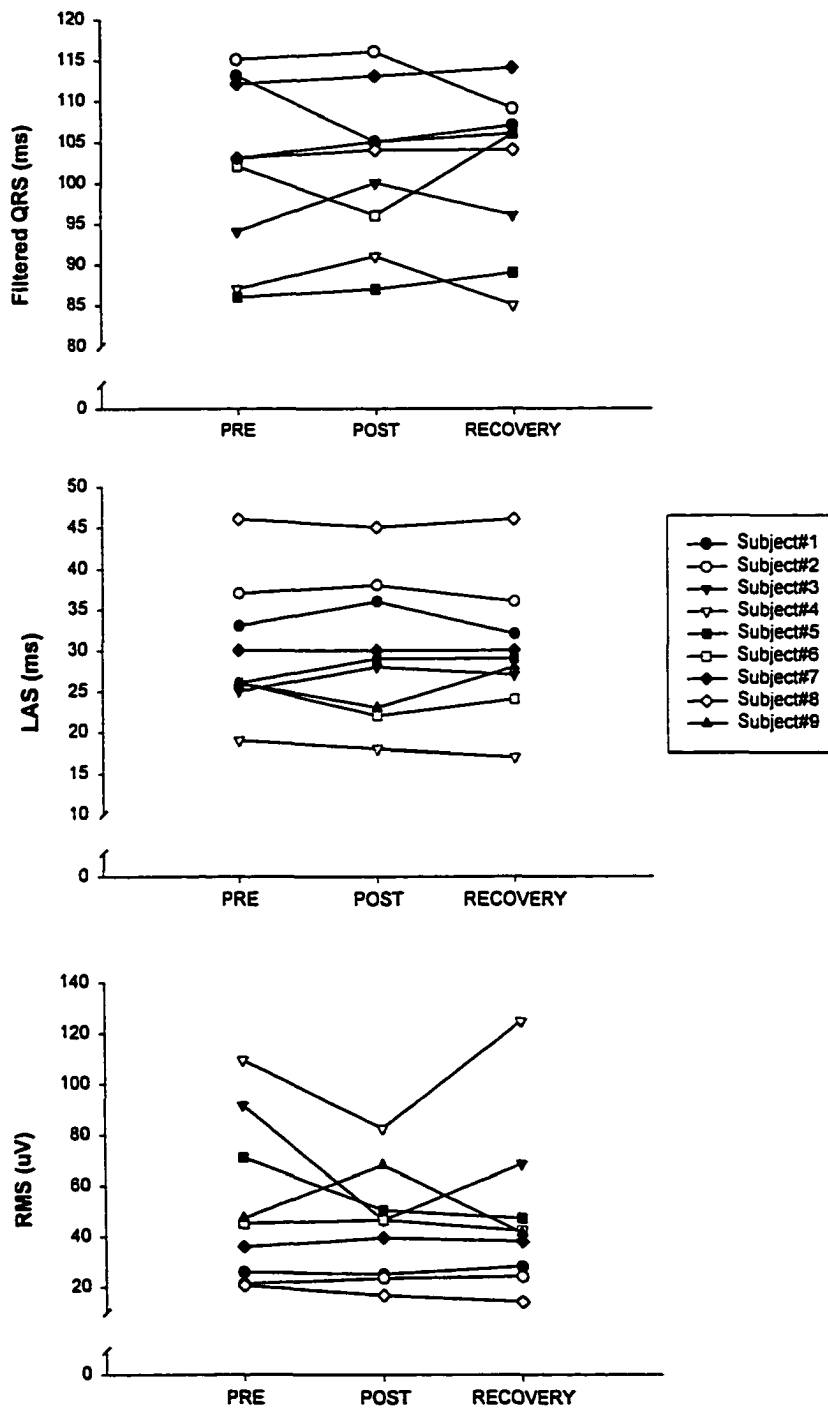 Filtered QRS (ms)
120
115
110
105
100
95
90
85
80
0
PRE POST RECOVERY
LAS (ms)
50
45
40
35
30
25
20
15
10
0
PRE POST RECOVERY
Subject#1
Subject#2
Subject#3
Subject#4
Subject#5
Subject#6
Subject#7
Subject#8
Subject#9
RMS (uV)
140
120
100
80
60
40
20
0
PRE POST RECOVERY